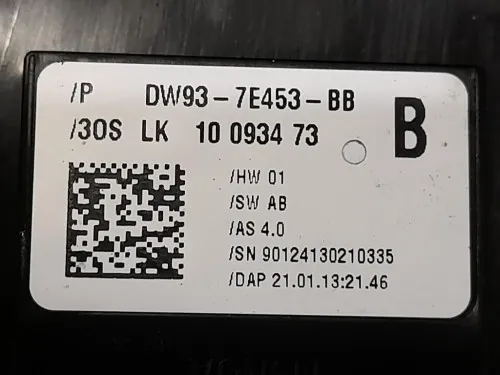 /P DW93-7E453-BB
/30S LK 10 0934 73
B
/HW 01
/SW AB
/AS 4.0
/SN 90124130210335
/DAP 21.01.13:21.46